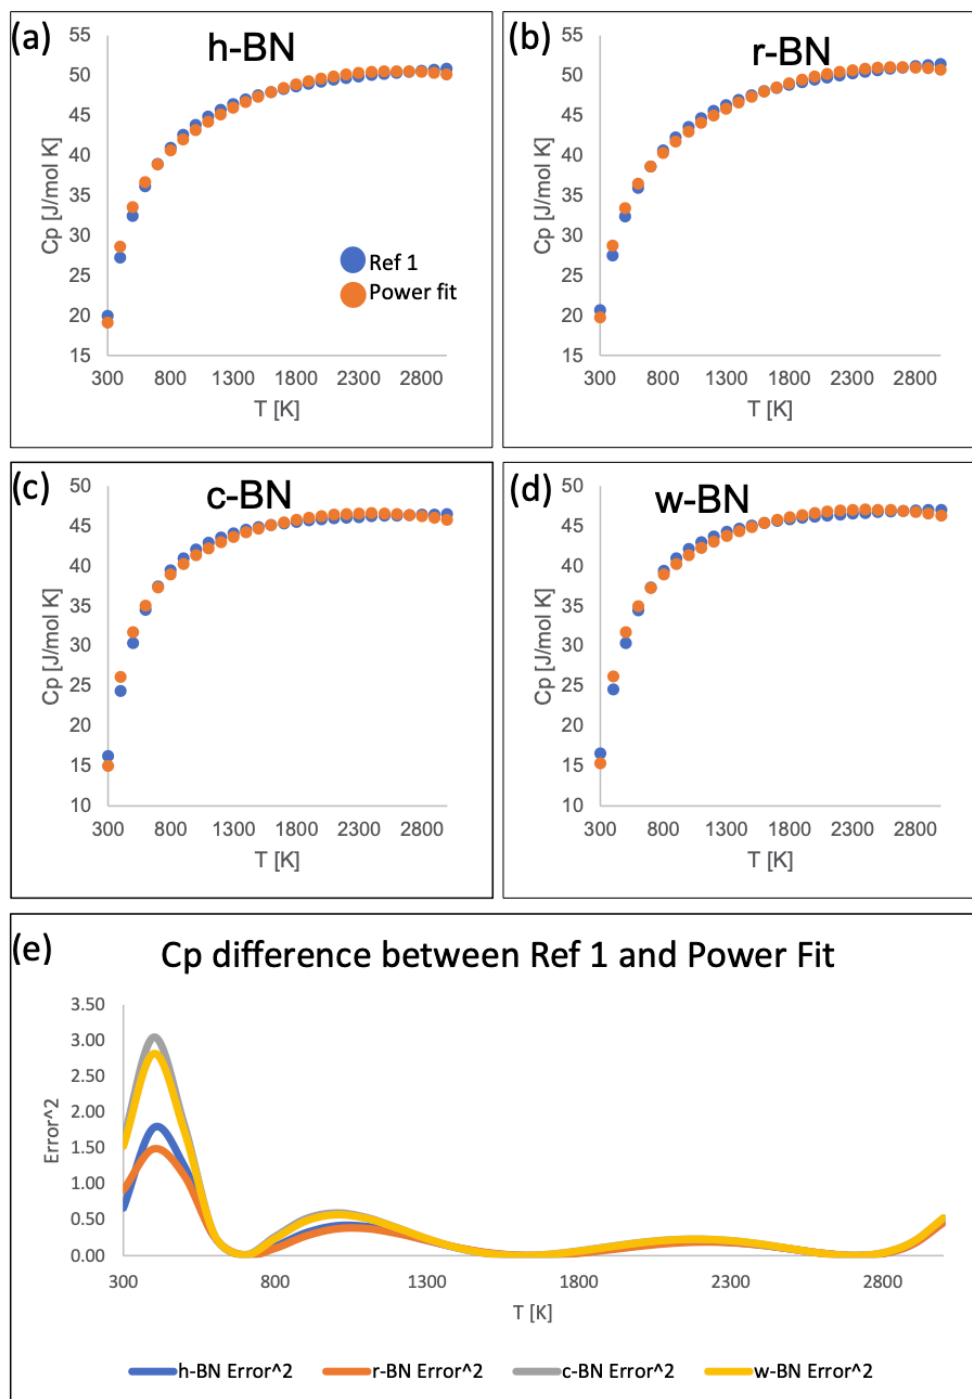 (a)
h-BN
55
50
45
40
35
30
25
20
15
Cp [J/mol K]
Ref 1
Power fit
300 800 1300 1800 2300 2800
T [K]
(b)
r-BN
55
50
45
40
35
30
25
20
15
Cp [J/mol K]
300 800 1300 1800 2300 2800
T [K]
(c)
c-BN
50
45
40
35
30
25
20
15
10
Cp [J/mol K]
300 800 1300 1800 2300 2800
T [K]
(d)
w-BN
50
45
40
35
30
25
20
15
10
Cp [J/mol K]
300 800 1300 1800 2300 2800
T [K]
(e)
Cp difference between Ref 1 and Power Fit
3.50
3.00
2.50
2.00
1.50
1.00
0.50
0.00
Error^2
300 800 1300 1800 2300 2800
T [K]
h-BN Error^2 r-BN Error^2 c-BN Error^2 w-BN Error^2